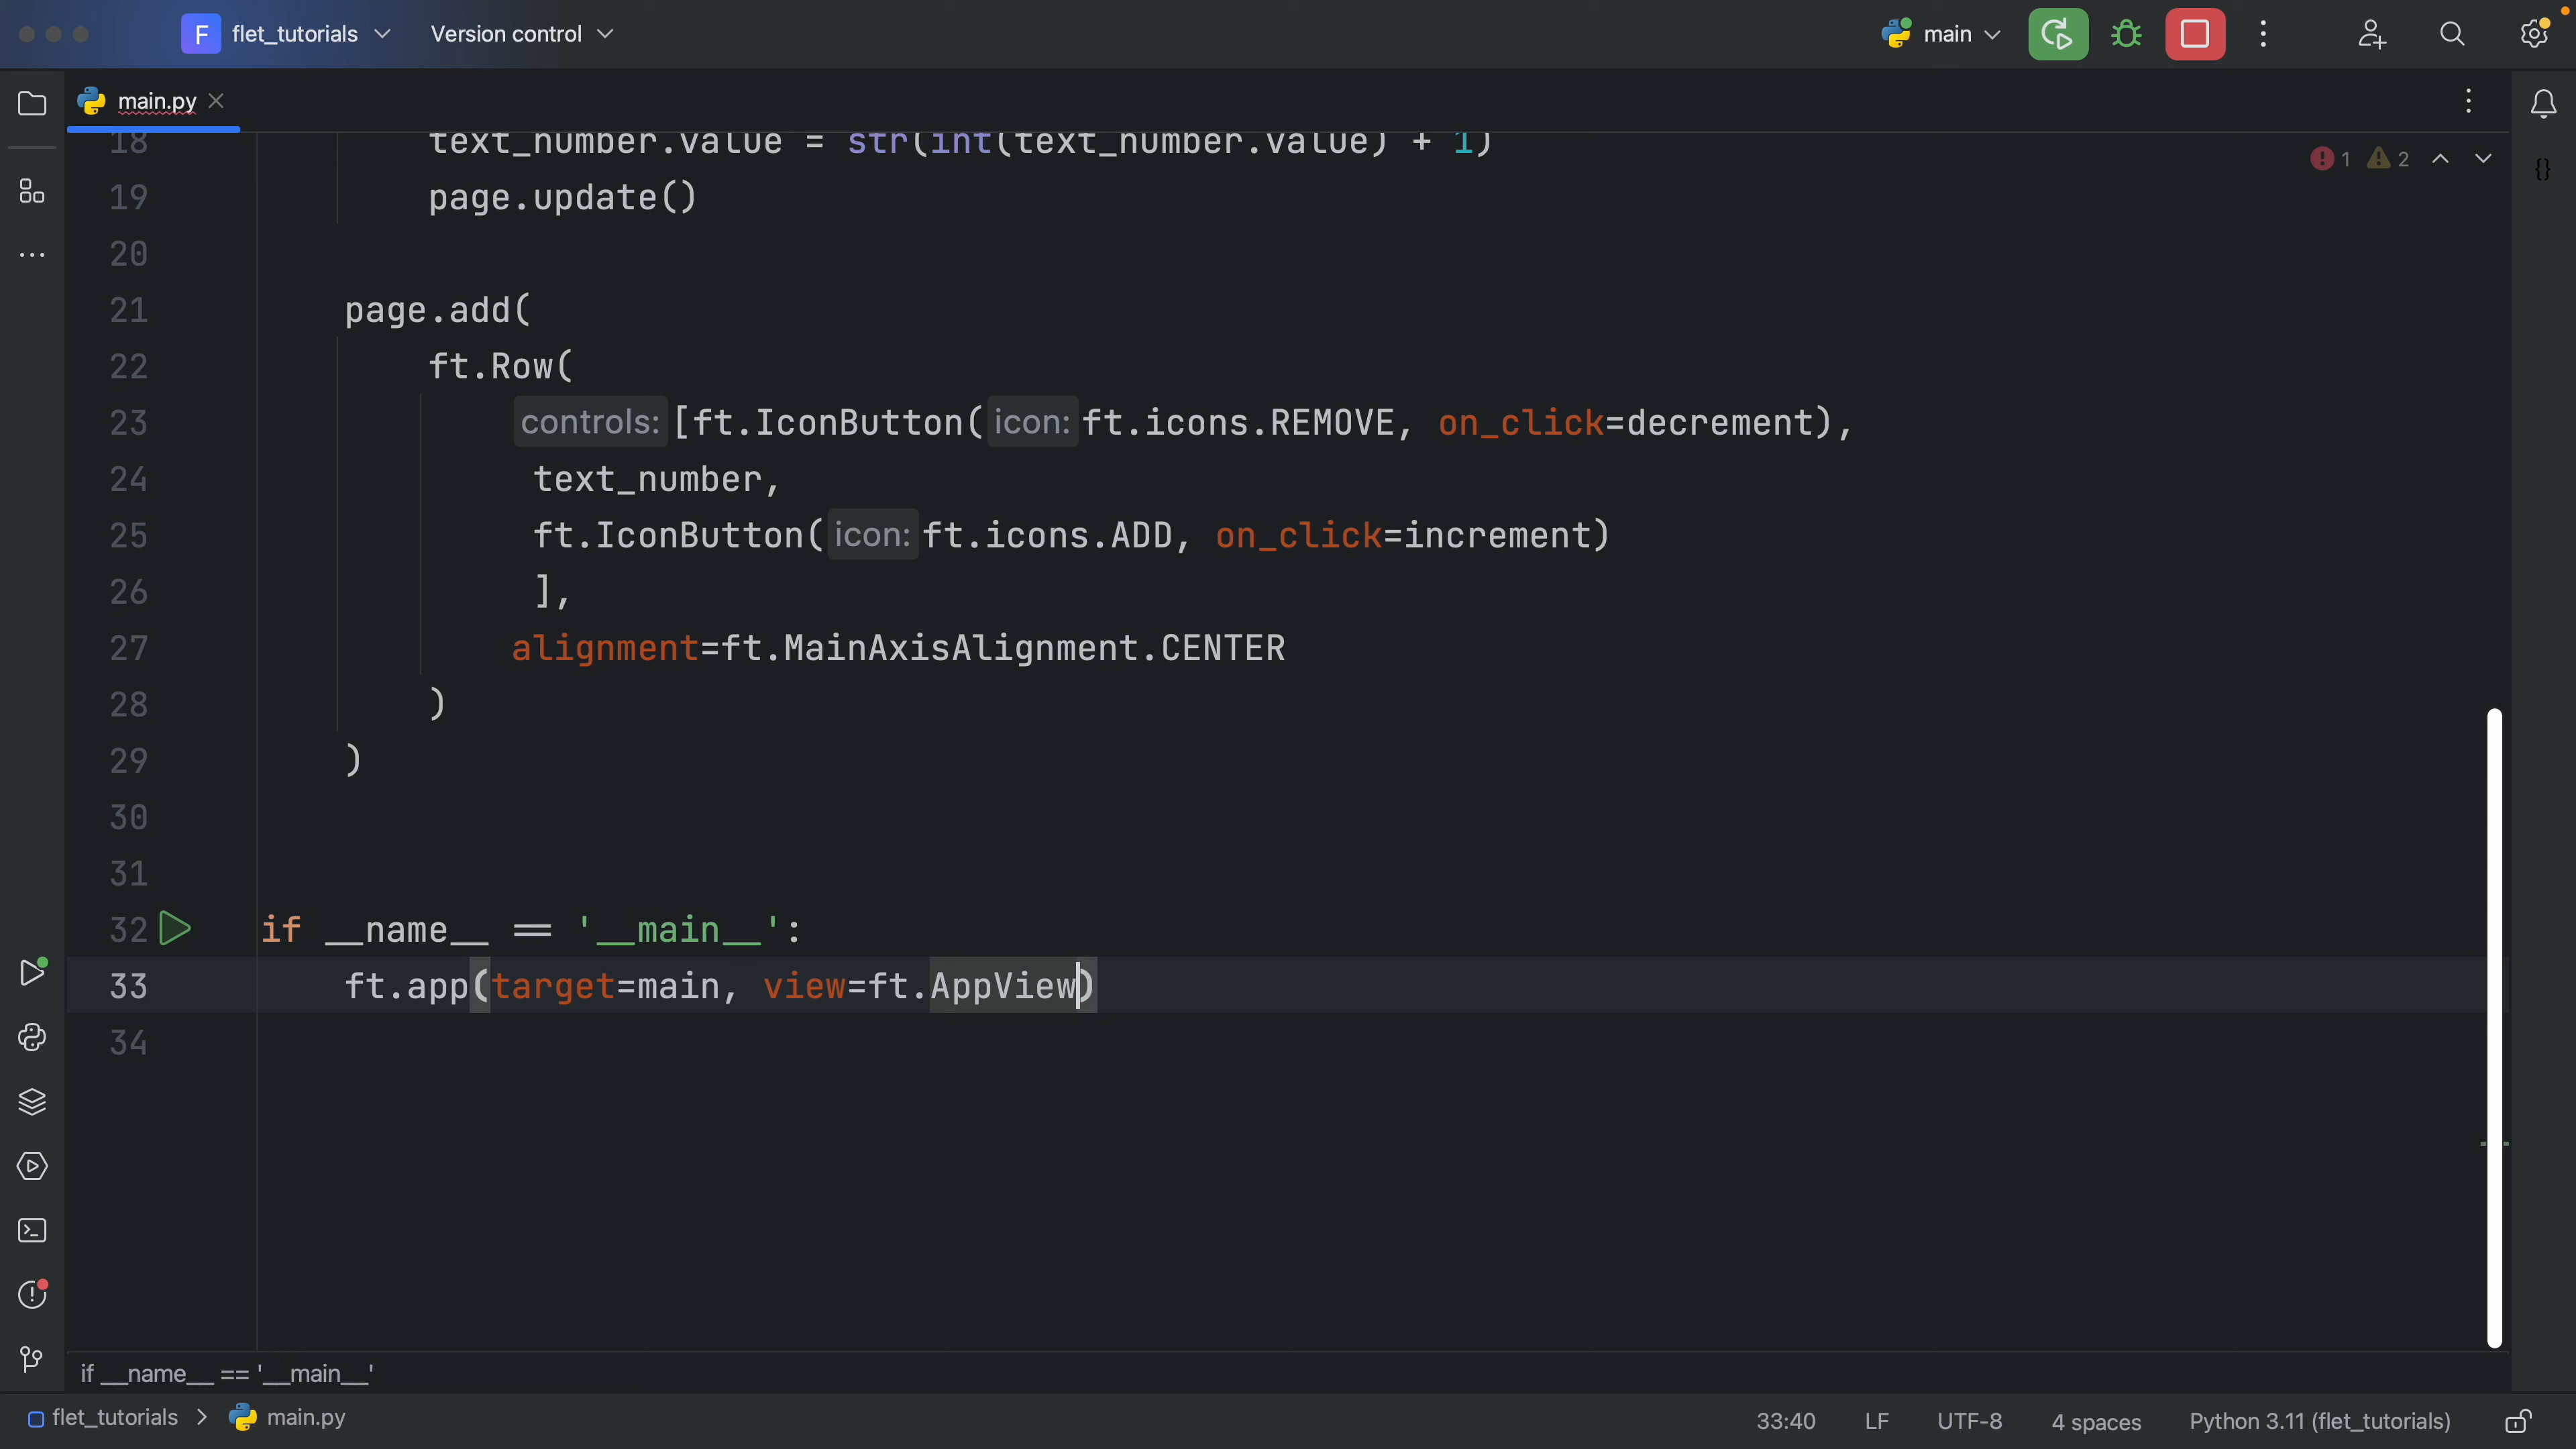 F flet_tutorials Version control main
main.py
18 text_number.value = str(int(text_number.value) + 1)
1 2
19 page.update()
20
21 page.add(
22 ft.Row(
23 controls: [ft.IconButton( icon: ft.icons.REMOVE, on_click=decrement),
24 text_number,
25 ft.IconButton( icon: ft.icons.ADD, on_click=increment)
26 ],
27 alignment=ft.MainAxisAlignment.CENTER
28 )
29 )
30
31
32 if __name__ == '__main__':
33 ft.app(target=main, view=ft.AppView)
34
if __name__ == '__main__'
flet_tutorials > main.py 33:40 LF UTF-8 4 spaces Python 3.11 (flet_tutorials)